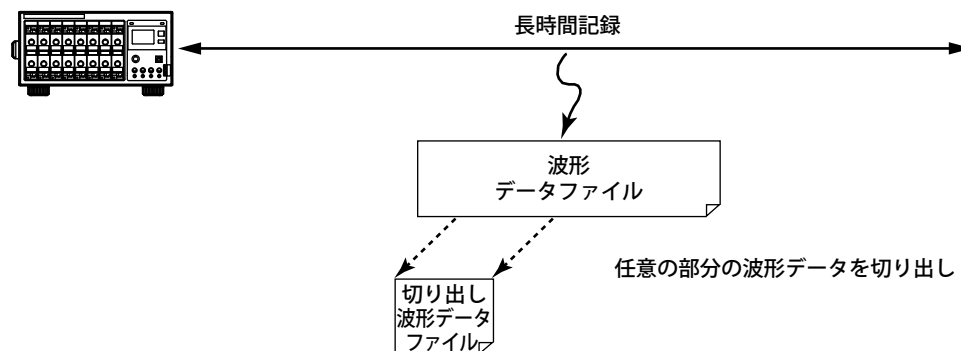 長時間記録
波形
データファイル
任意の部分の波形データを切り出し
切り出し
波形データ
ファイル